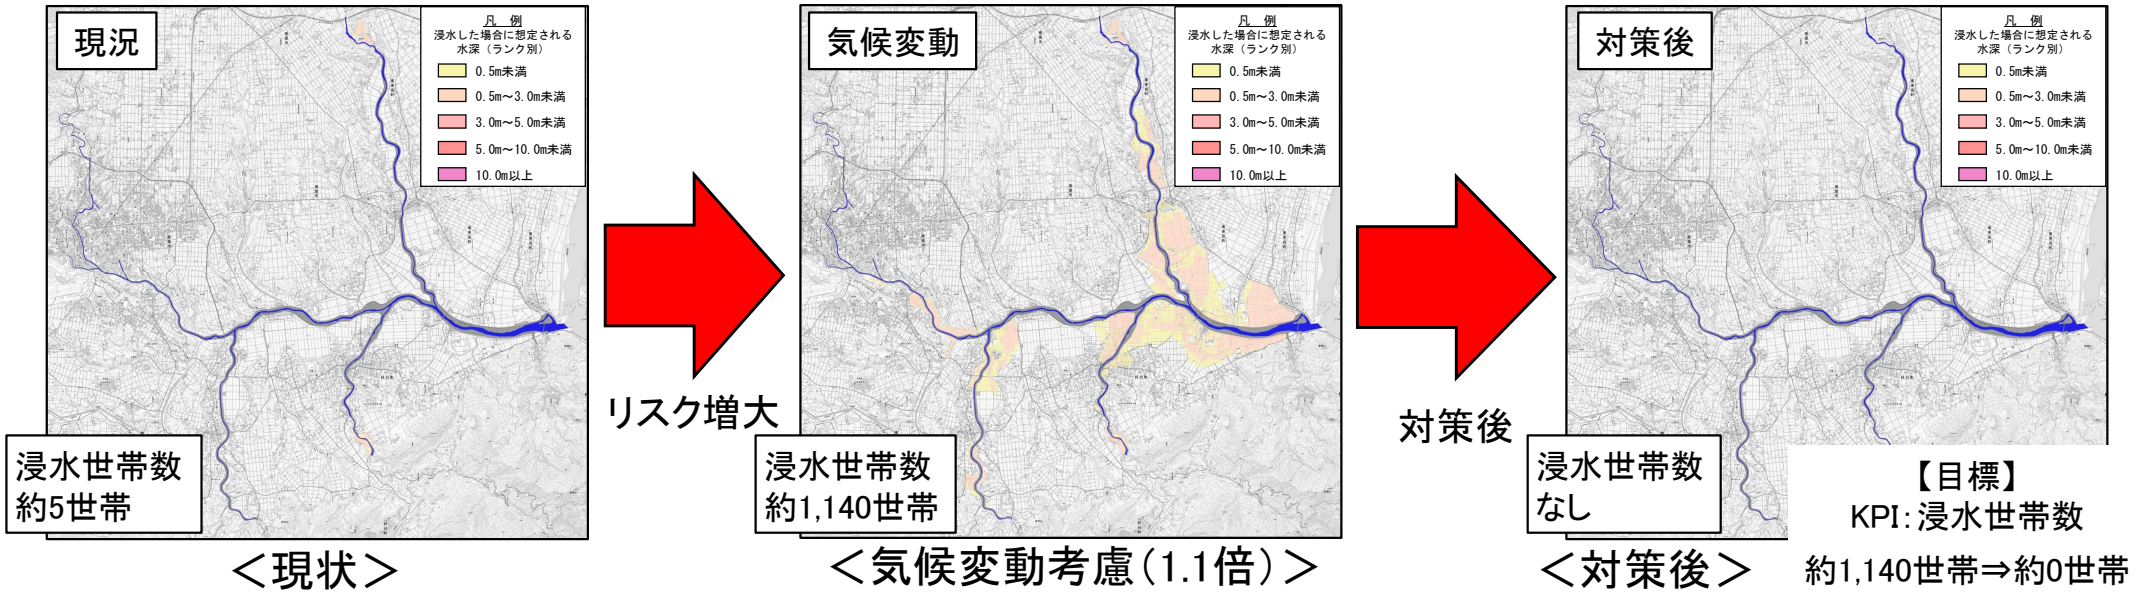 現況
凡 例
浸水した場合に想定される
水深（ランク別）
0.5m未満
0.5m～3.0m未満
3.0m～5.0m未満
5.0m～10.0m未満
10.0m以上
浸水世帯数
約5世帯
＜現状＞
リスク増大
気候変動
凡 例
浸水した場合に想定される
水深（ランク別）
0.5m未満
0.5m～3.0m未満
3.0m～5.0m未満
5.0m～10.0m未満
10.0m以上
浸水世帯数
約1,140世帯
＜気候変動考慮（1.1倍）＞
対策後
対策後
凡 例
浸水した場合に想定される
水深（ランク別）
0.5m未満
0.5m～3.0m未満
3.0m～5.0m未満
5.0m～10.0m未満
10.0m以上
浸水世帯数
なし
＜対策後＞
【目標】
KPI：浸水世帯数
約1,140世帯⇒約0世帯